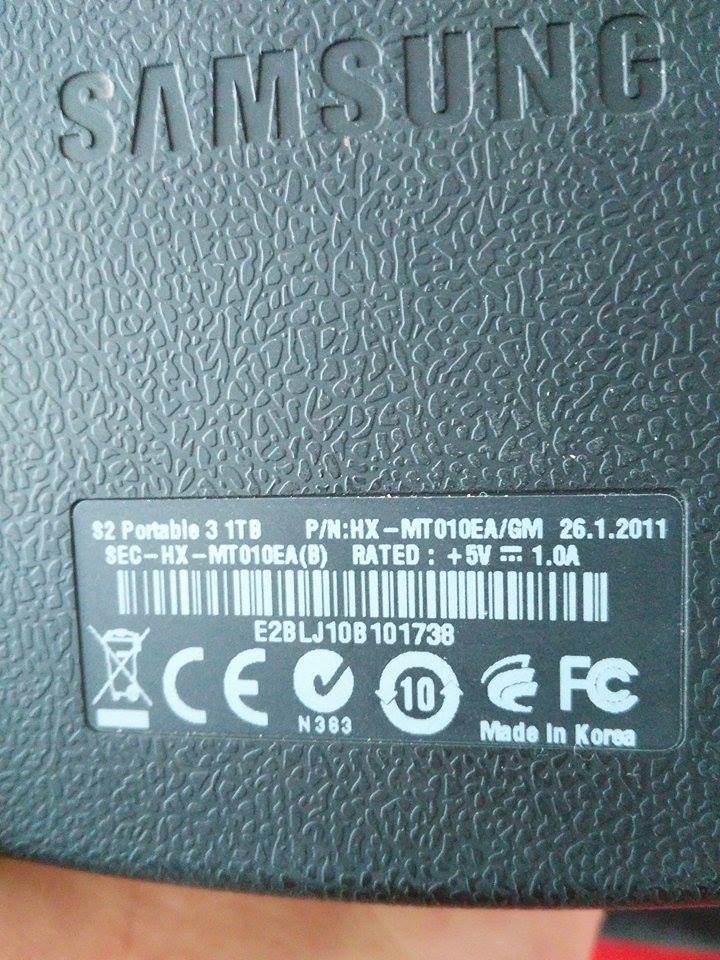 SAMSUNG
S2 Portable 3 1TB P/N:HX-MT010EA/GM 26.1.2011
SEC-HX-MT010EA(B) RATED : +5V ⎓ 1.0A
E2BLJ10B101738
CE 10 FC
N363
Made in Korea